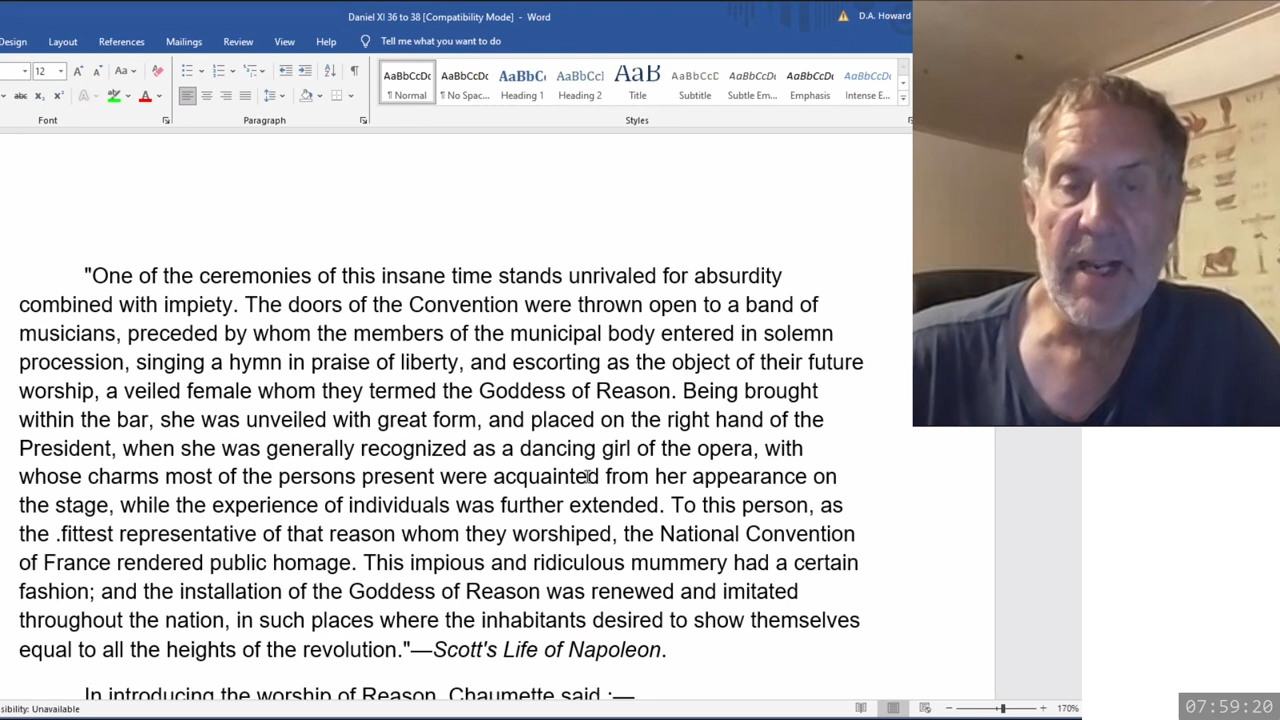 Daniel XI 36 to 38 [Compatibility Mode] - Word
D.A. Howard
Design Layout References Mailings Review View Help Tell me what you want to do
12 Aa
AaBbCcDc AaBbCcDc AaBbC AaBbCcI AaB AaBbCcD AaBbCcDc AaBbCcDc AaBbCcDc
¶ Normal ¶ No Spac... Heading 1 Heading 2 Title Subtitle Subtle Em... Emphasis Intense E...
Font Paragraph Styles
"One of the ceremonies of this insane time stands unrivaled for absurdity
combined with impiety. The doors of the Convention were thrown open to a band of
musicians, preceded by whom the members of the municipal body entered in solemn
procession, singing a hymn in praise of liberty, and escorting as the object of their future
worship, a veiled female whom they termed the Goddess of Reason. Being brought
within the bar, she was unveiled with great form, and placed on the right hand of the
President, when she was generally recognized as a dancing girl of the opera, with
whose charms most of the persons present were acquainted from her appearance on
the stage, while the experience of individuals was further extended. To this person, as
the .fittest representative of that reason whom they worshiped, the National Convention
of France rendered public homage. This impious and ridiculous mummery had a certain
fashion; and the installation of the Goddess of Reason was renewed and imitated
throughout the nation, in such places where the inhabitants desired to show themselves
equal to all the heights of the revolution."—Scott's Life of Napoleon.
In introducing the worship of Reason, Chaumette said :—
sibility: Unavailable
170%
07:59:20